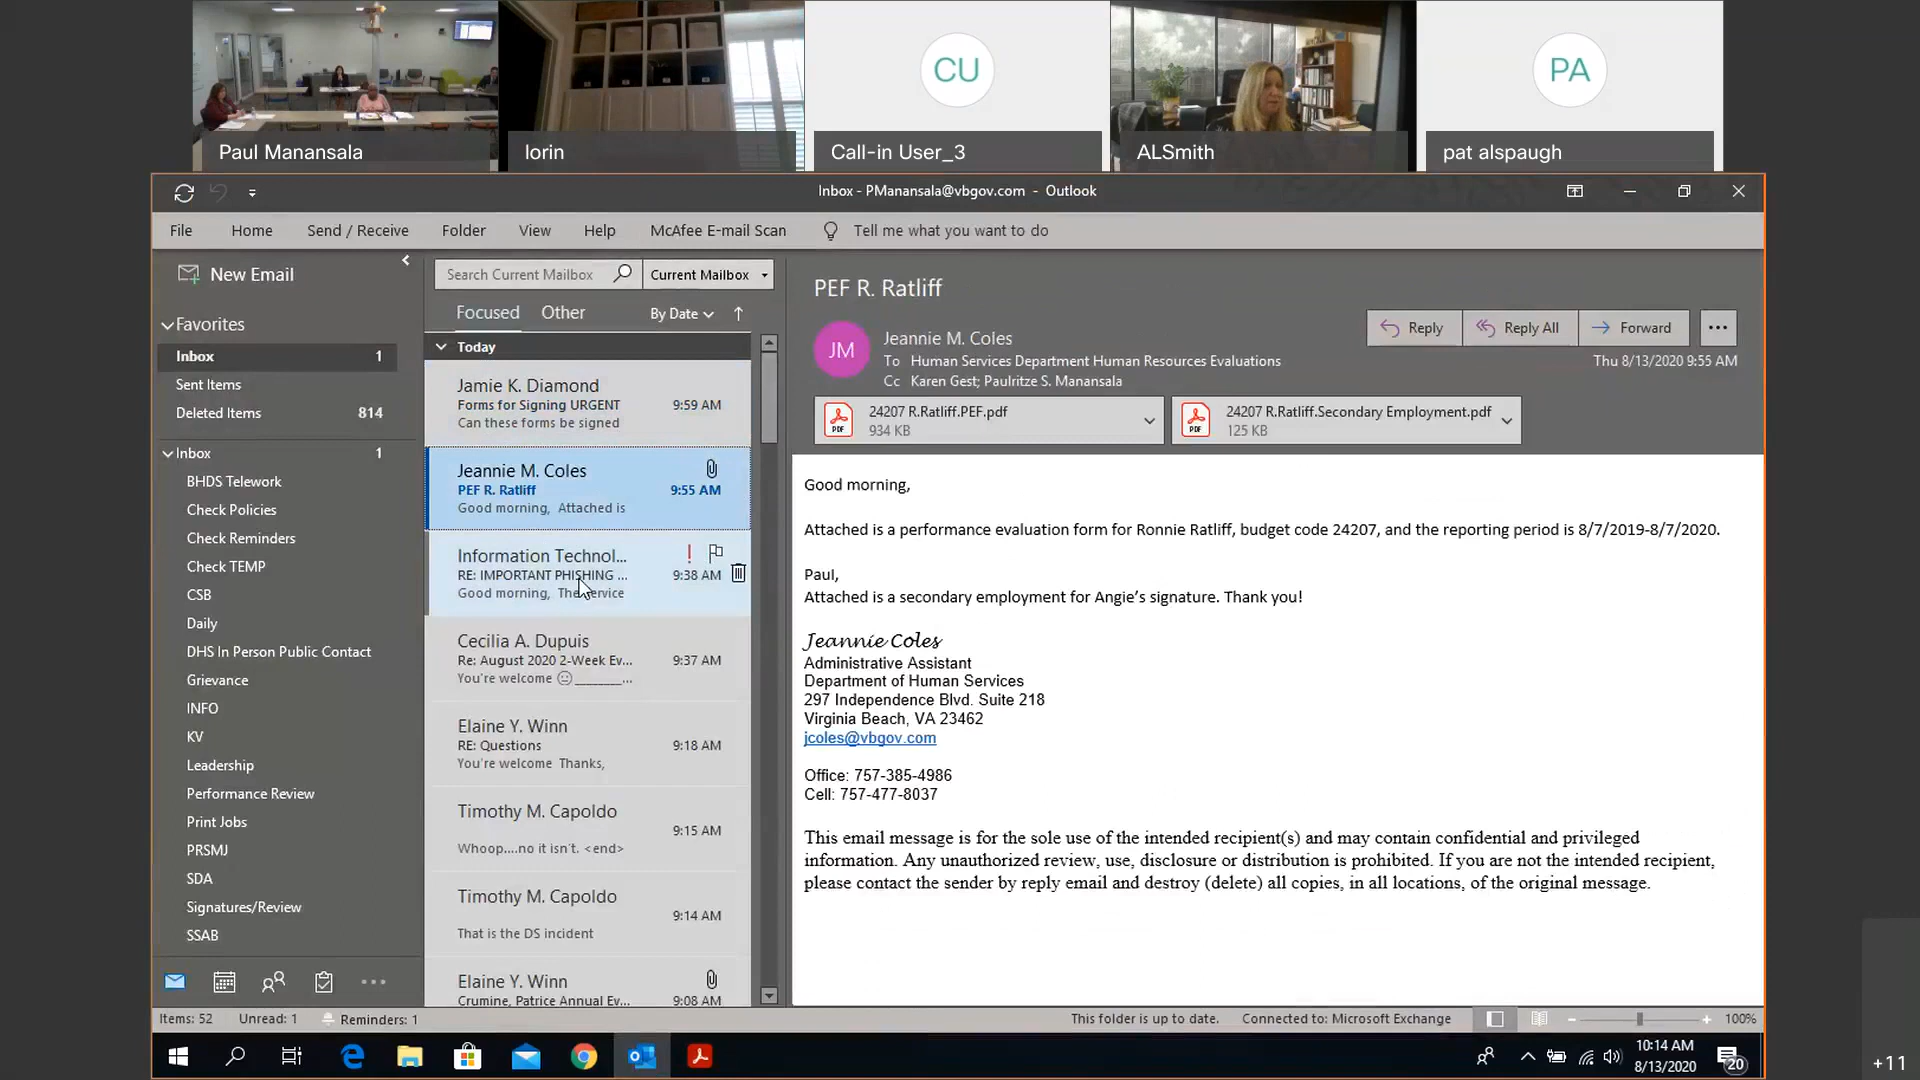 CU
PA
Paul Manansala
lorin
Call-in User_3
ALSmith
pat alspaugh
Inbox - PManansala@vbgov.com - Outlook
File Home Send / Receive Folder View Help McAfee E-mail Scan Tell me what you want to do
New Email
Favorites
Inbox 1
Sent Items
Deleted Items 814
Inbox 1
BHDS Telework
Check Policies
Check Reminders
Check TEMP
CSB
Daily
DHS In Person Public Contact
Grievance
INFO
KV
Leadership
Performance Review
Print Jobs
PRSMJ
SDA
Signatures/Review
SSAB
Search Current Mailbox Current Mailbox
Focused Other By Date
Today
Jamie K. Diamond
Forms for Signing URGENT 9:59 AM
Can these forms be signed
Jeannie M. Coles
PEF R. Ratliff 9:55 AM
Good morning, Attached is
Information Technol...
RE: IMPORTANT PHISHING ... 9:38 AM
Good morning, The service
Cecilia A. Dupuis
Re: August 2020 2-Week Ev... 9:37 AM
You're welcome ________...
Elaine Y. Winn
RE: Questions 9:18 AM
You're welcome Thanks,
Timothy M. Capoldo
9:15 AM
Whoop....no it isn't. <end>
Timothy M. Capoldo
9:14 AM
That is the DS incident
Elaine Y. Winn
Crumine, Patrice Annual Ev... 9:08 AM
PEF R. Ratliff
JM
Jeannie M. Coles
To Human Services Department Human Resources Evaluations
Cc Karen Gest; Paulritze S. Manansala
Reply Reply All Forward
Thu 8/13/2020 9:55 AM
PDF 24207 R.Ratliff.PEF.pdf
934 KB
PDF 24207 R.Ratliff.Secondary Employment.pdf
125 KB
Good morning,
Attached is a performance evaluation form for Ronnie Ratliff, budget code 24207, and the reporting period is 8/7/2019-8/7/2020.
Paul,
Attached is a secondary employment for Angie's signature. Thank you!
Jeannie Coles
Administrative Assistant
Department of Human Services
297 Independence Blvd. Suite 218
Virginia Beach, VA 23462
jcoles@vbgov.com
Office: 757-385-4986
Cell: 757-477-8037
This email message is for the sole use of the intended recipient(s) and may contain confidential and privileged
information. Any unauthorized review, use, disclosure or distribution is prohibited. If you are not the intended recipient,
please contact the sender by reply email and destroy (delete) all copies, in all locations, of the original message.
Items: 52 Unread: 1 Reminders: 1 This folder is up to date. Connected to: Microsoft Exchange 100%
10:14 AM
8/13/2020
20
+11